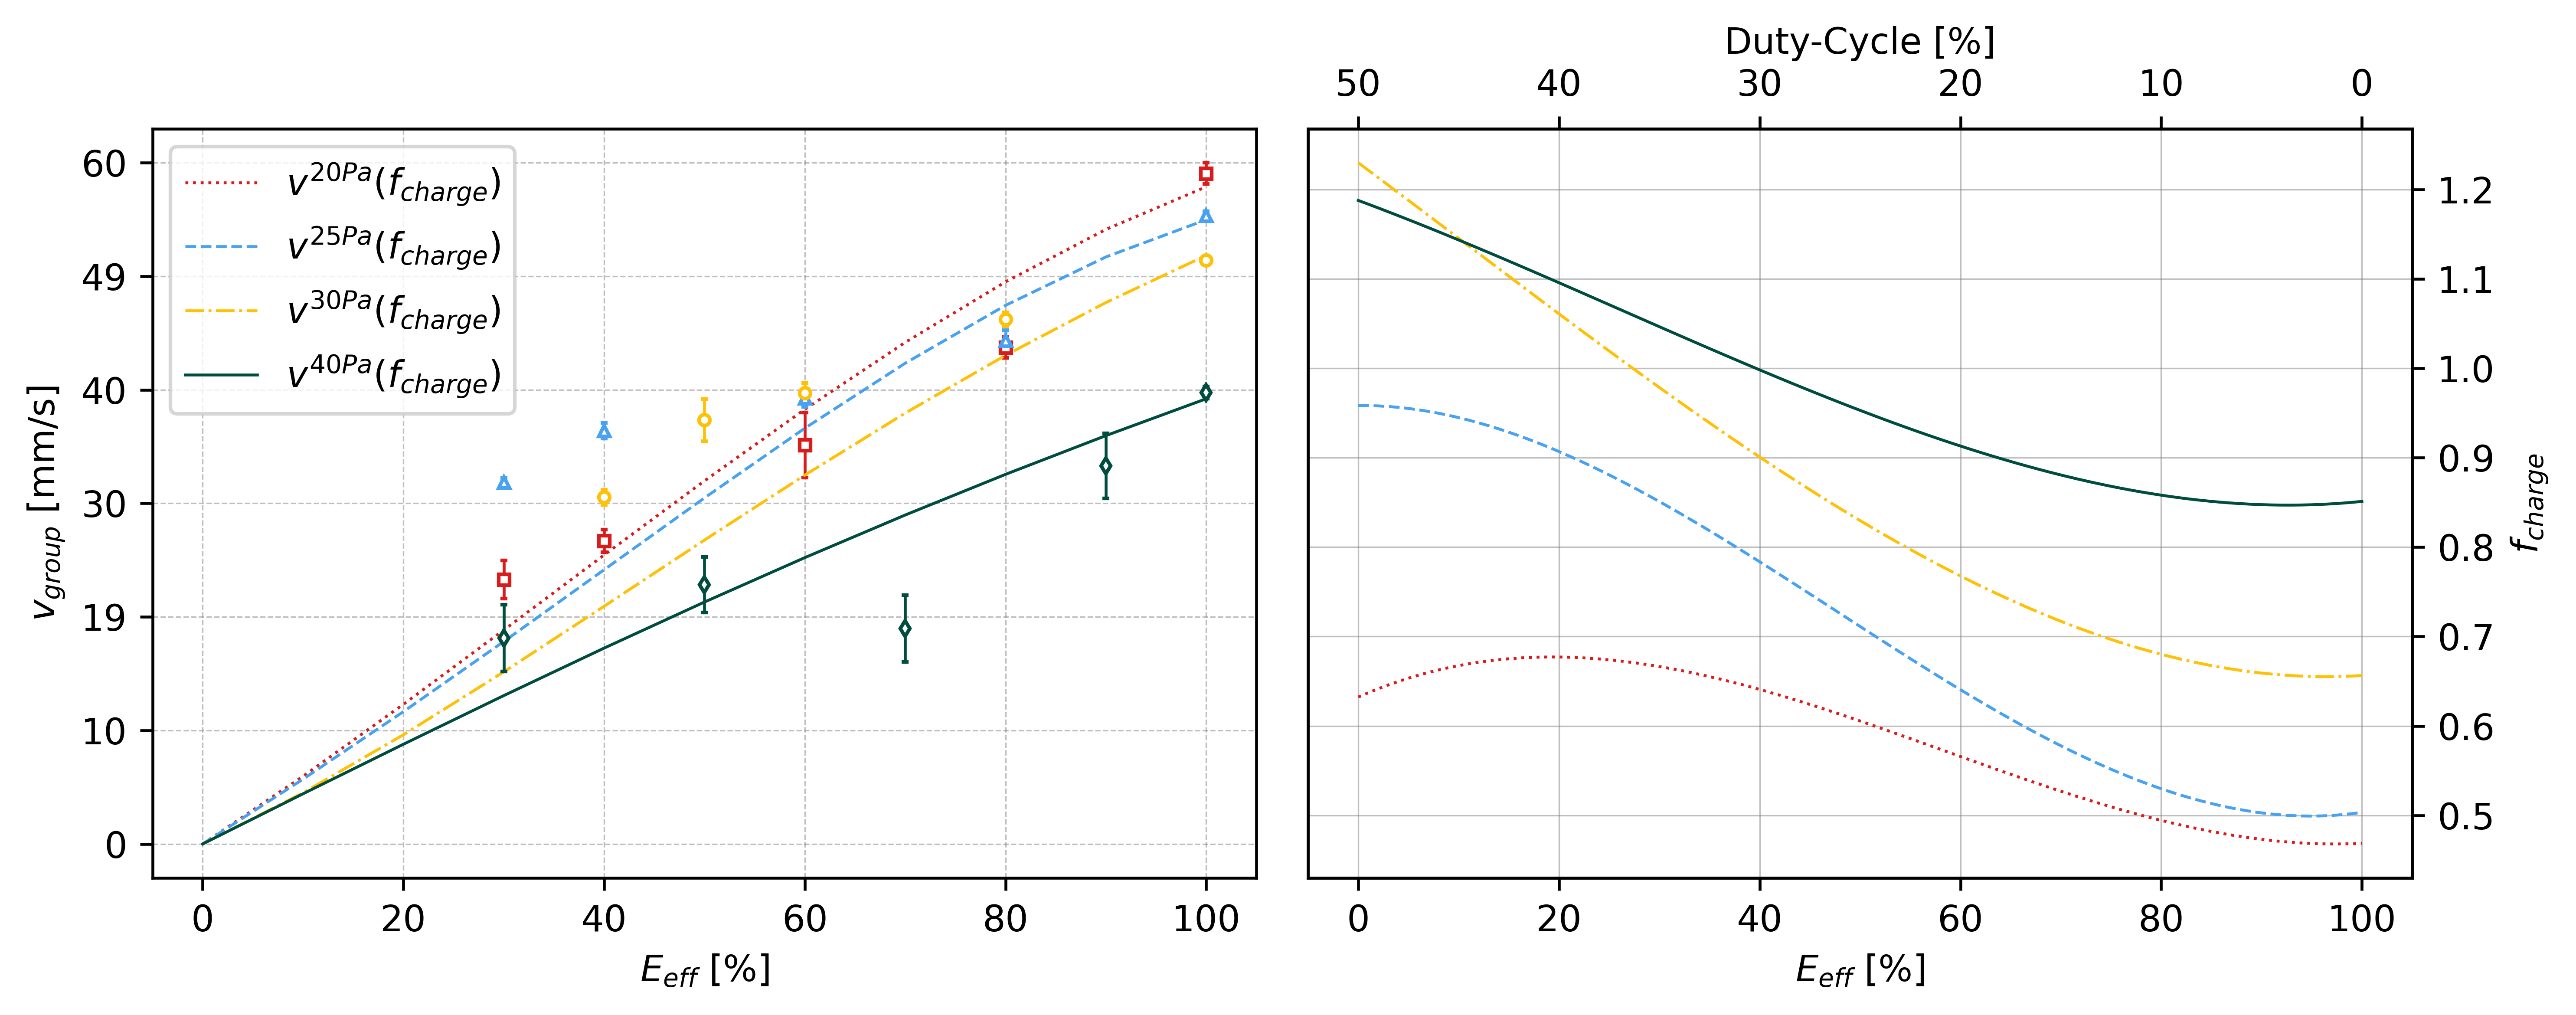 Duty-Cycle [%]
50 40 30 20 10 0
v^{20Pa}(f_{charge})
v^{25Pa}(f_{charge})
v^{30Pa}(f_{charge})
v^{40Pa}(f_{charge})
60
49
40
30
19
10
0
v_{group} [mm/s]
0 20 40 60 80 100
E_{eff} [%]
1.2
1.1
1.0
0.9
0.8
0.7
0.6
0.5
f_{charge}
0 20 40 60 80 100
E_{eff} [%]